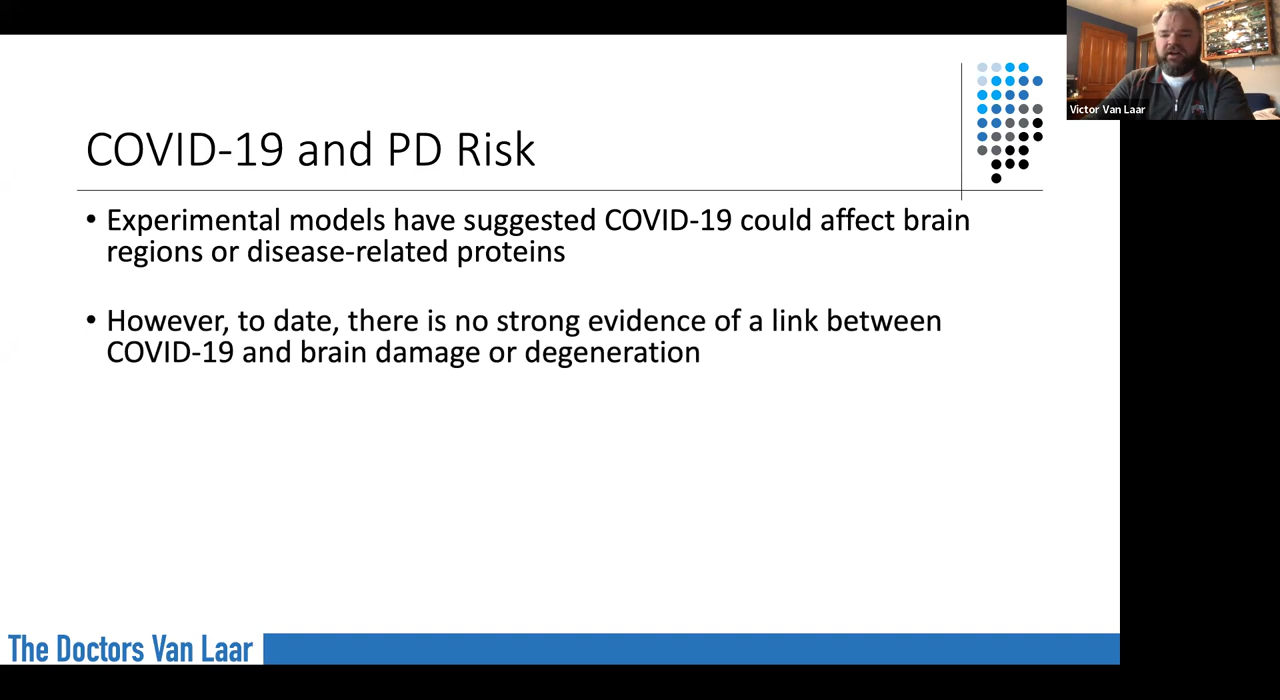 Victor Van Laar
COVID-19 and PD Risk
• Experimental models have suggested COVID-19 could affect brain
regions or disease-related proteins
• However, to date, there is no strong evidence of a link between
COVID-19 and brain damage or degeneration
The Doctors Van Laar